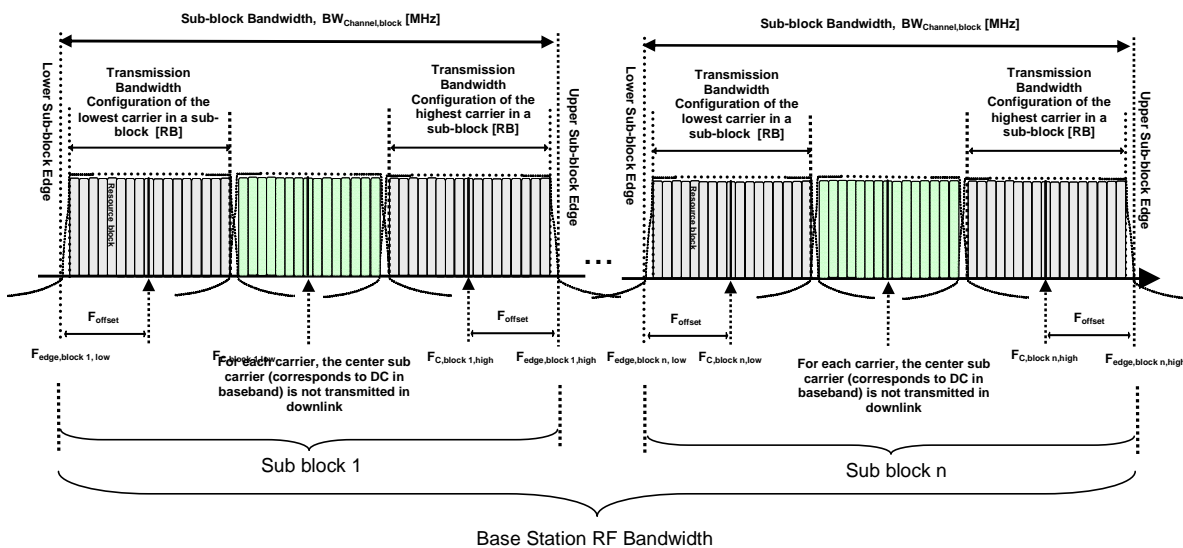 Sub-block Bandwidth, BWChannel,block [MHz]
Sub-block Bandwidth, BWChannel,block [MHz]
Lower Sub-block Edge
Transmission
Bandwidth
Configuration of the
lowest carrier in a sub-
block [RB]
Transmission
Bandwidth
Configuration of the
highest carrier in a
sub-block [RB]
Upper Sub-block Edge
Lower Sub-block Edge
Transmission
Bandwidth
Configuration of the
lowest carrier in a
sub-block [RB]
Transmission
Bandwidth
Configuration of the
highest carrier in a
sub-block [RB]
Upper Sub-block Edge
Resource block
Resource block
...
Foffset
Foffset
Foffset
Foffset
Fedge,block 1, low
FC,block 1,low
FC,block 1,high
Fedge,block 1,high
Fedge,block n, low
FC,block n,low
FC,block n,high
Fedge,block n,high
For each carrier, the center sub
carrier (corresponds to DC in
baseband) is not transmitted in
downlink
For each carrier, the center sub
carrier (corresponds to DC in
baseband) is not transmitted in
downlink
Sub block 1
Sub block n
Base Station RF Bandwidth